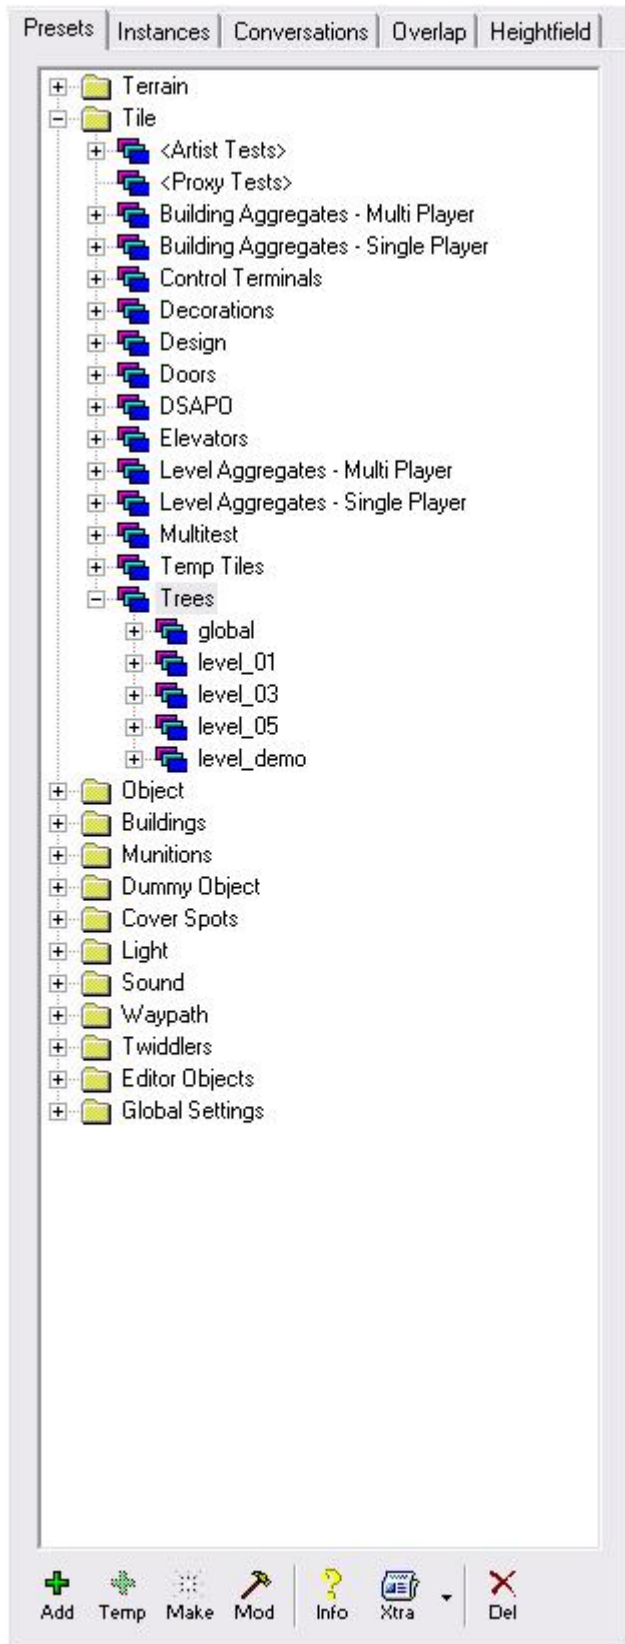 Presets Instances Conversations Overlap Heightfield
Terrain
Tile
<Artist Tests>
<Proxy Tests>
Building Aggregates - Multi Player
Building Aggregates - Single Player
Control Terminals
Decorations
Design
Doors
DSAPO
Elevators
Level Aggregates - Multi Player
Level Aggregates - Single Player
Multitest
Temp Tiles
Trees
global
level_01
level_03
level_05
level_demo
Object
Buildings
Munitions
Dummy Object
Cover Spots
Light
Sound
Waypath
Twiddlers
Editor Objects
Global Settings
Add Temp Make Mod Info Xtra Del